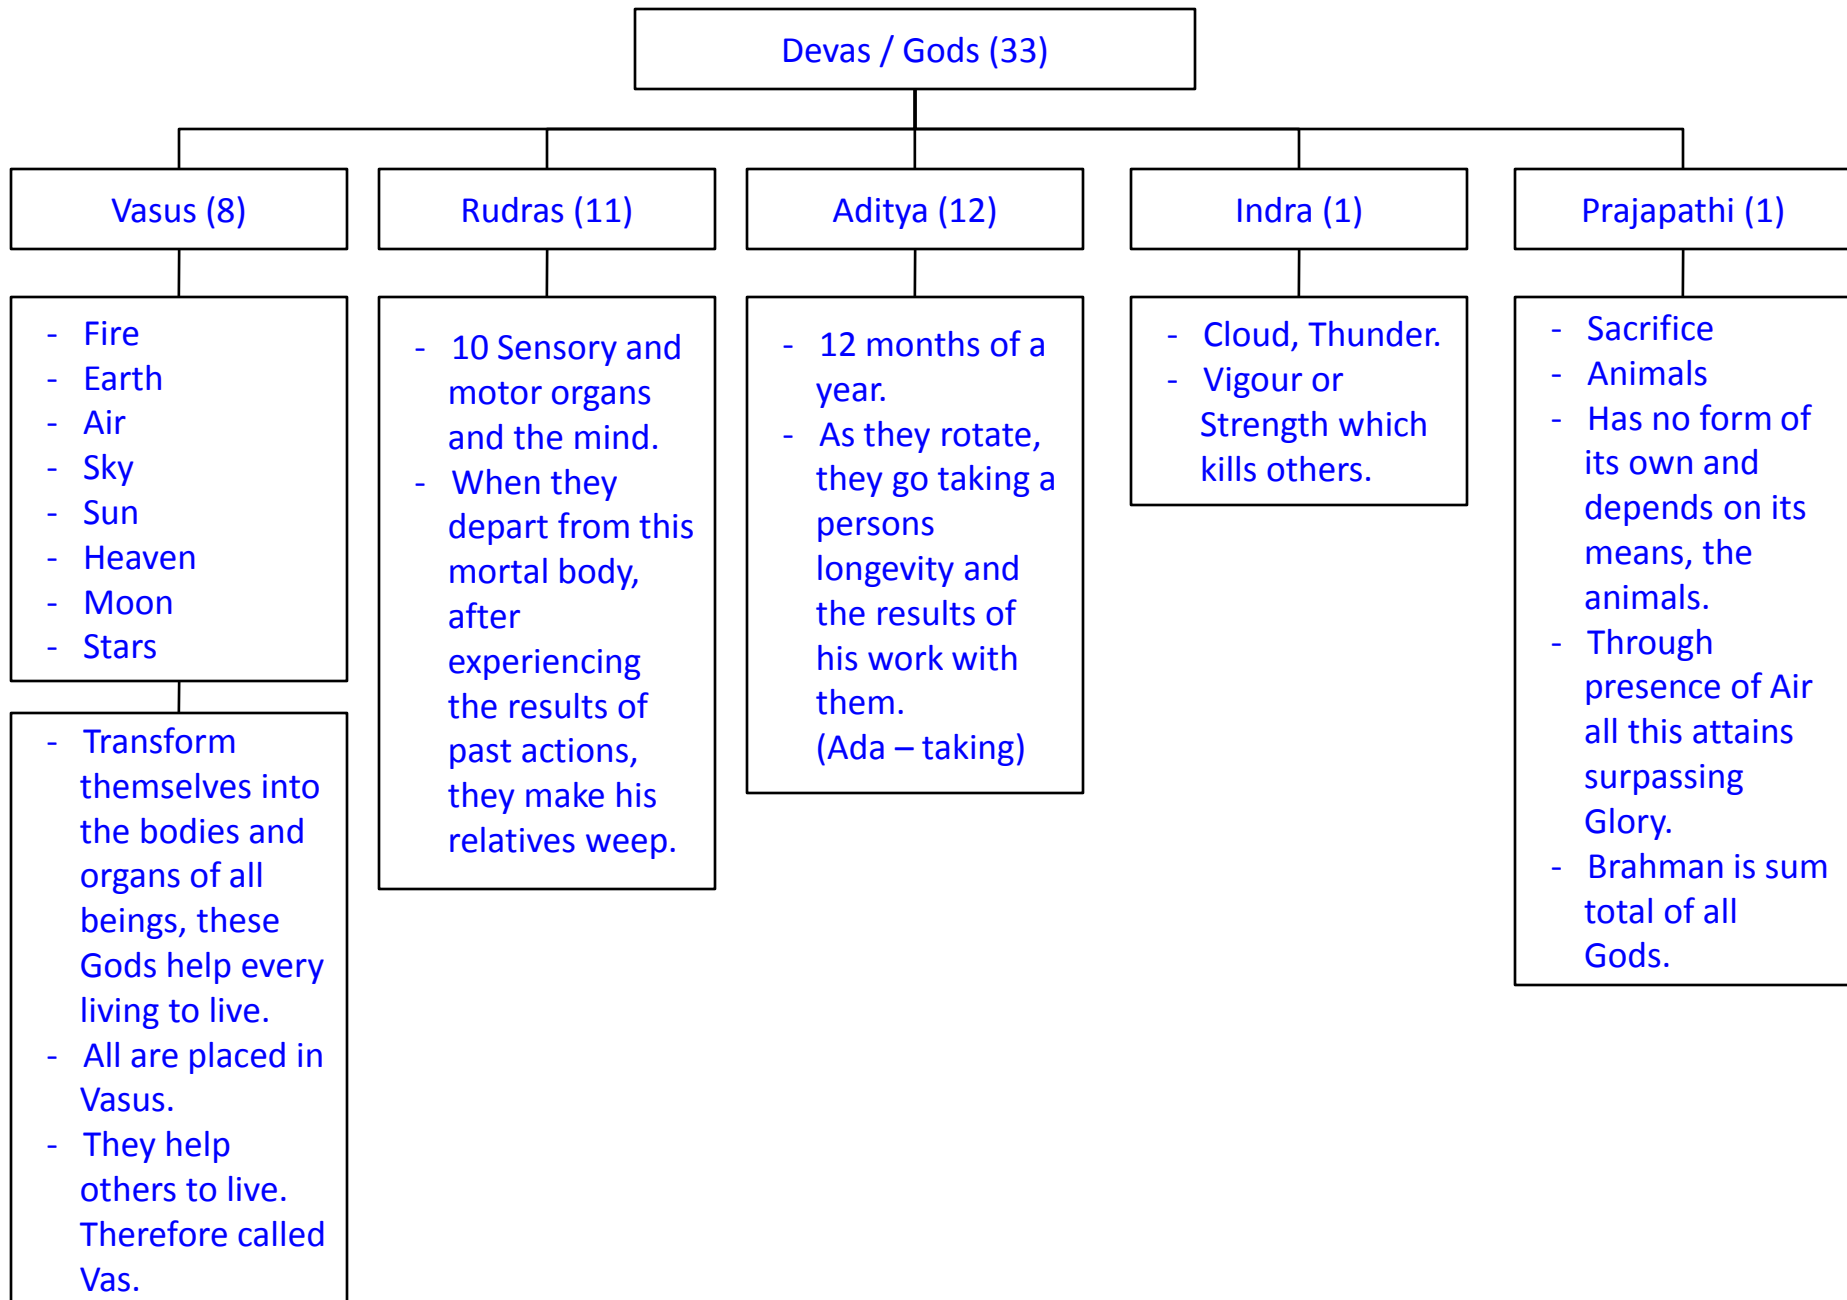 Devas / Gods (33)
Vasus (8)
Rudras (11)
Aditya (12)
Indra (1)
Prajapathi (1)
- Fire
- Earth
- Air
- Sky
- Sun
- Heaven
- Moon
- Stars
- Transform
themselves into
the bodies and
organs of all
beings, these
Gods help every
living to live.
- All are placed in
Vasus.
- They help
others to live.
Therefore called
Vas.
- 10 Sensory and
motor organs
and the mind.
- When they
depart from this
mortal body,
after
experiencing
the results of
past actions,
they make his
relatives weep.
- 12 months of a
year.
- As they rotate,
they go taking a
persons
longevity and
the results of
his work with
them.
(Ada – taking)
- Cloud, Thunder.
- Vigour or
Strength which
kills others.
- Sacrifice
- Animals
- Has no form of
its own and
depends on its
means, the
animals.
- Through
presence of Air
all this attains
surpassing
Glory.
- Brahman is sum
total of all
Gods.